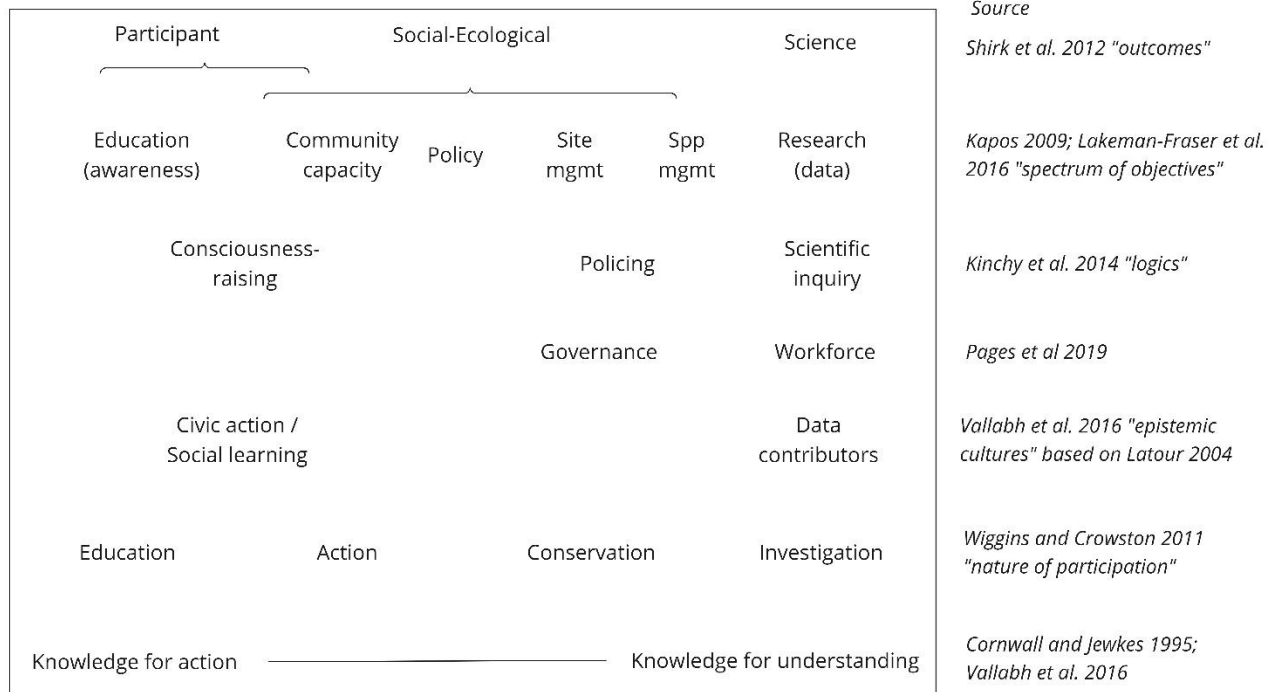 Source
Participant
Social-Ecological
Science
Shirk et al. 2012 "outcomes"
Education
(awareness)
Community
capacity
Policy
Site
mgmt
Spp
mgmt
Research
(data)
Kapos 2009; Lakeman-Fraser et al.
2016 "spectrum of objectives"
Consciousness-
raising
Policing
Scientific
inquiry
Kinchy et al. 2014 "logics"
Governance
Workforce
Pages et al 2019
Civic action /
Social learning
Data
contributors
Vallabh et al. 2016 "epistemic
cultures" based on Latour 2004
Education
Action
Conservation
Investigation
Wiggins and Crowston 2011
"nature of participation"
Knowledge for action
Knowledge for understanding
Cornwall and Jewkes 1995;
Vallabh et al. 2016